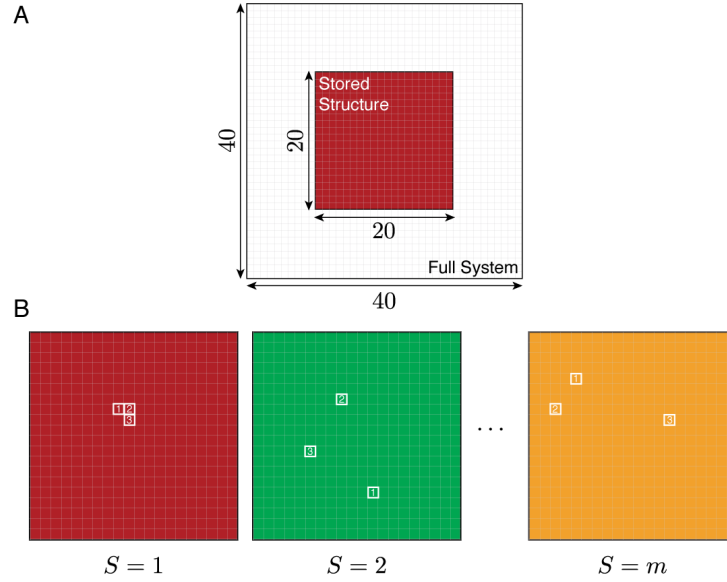 A
Stored
Structure
40
20
20
Full System
40
B
1 2
3
2
3
1
...
1
2
3
S = 1
S = 2
S = m